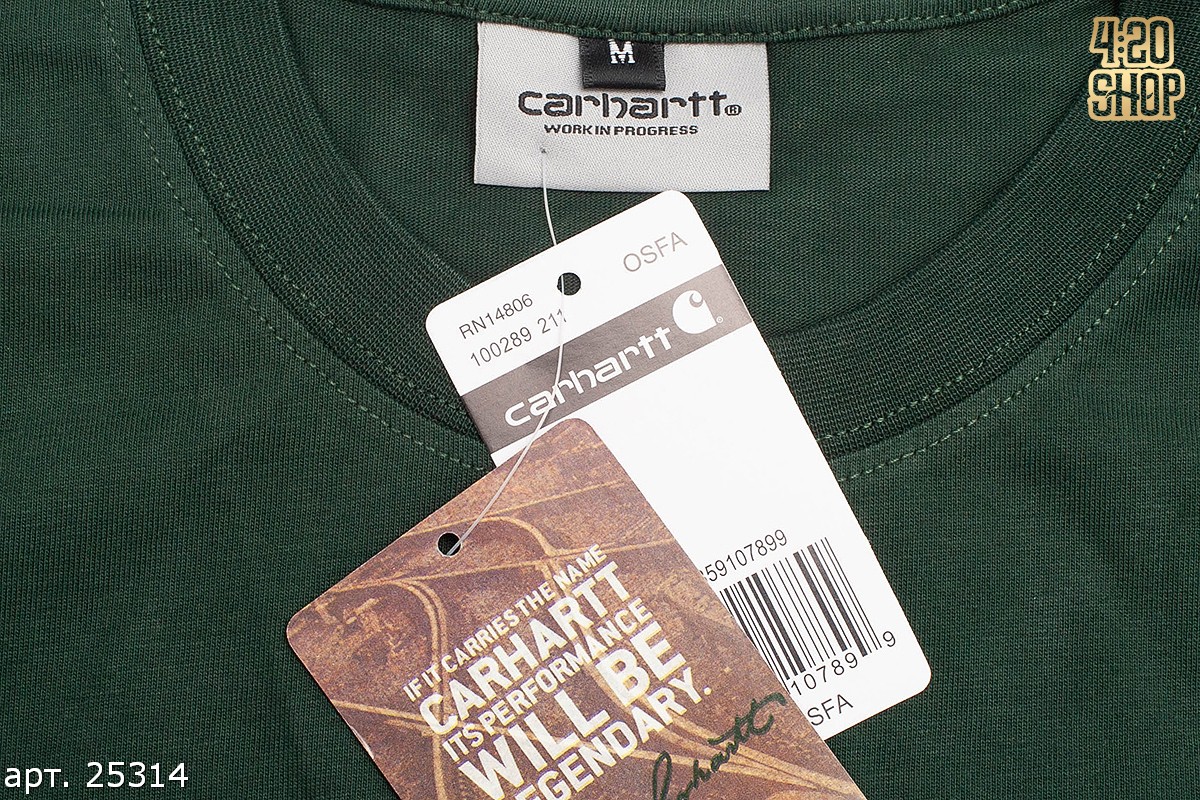 4:20
SHOP
M
carhartt®
WORK IN PROGRESS
OSFA
RN14806
100289 211
carhartt
59107899
10789 9
SFA
IF IT CARRIES THE NAME
CARHARTT
ITS PERFORMANCE
WILL BE
LEGENDARY.
арт. 25314